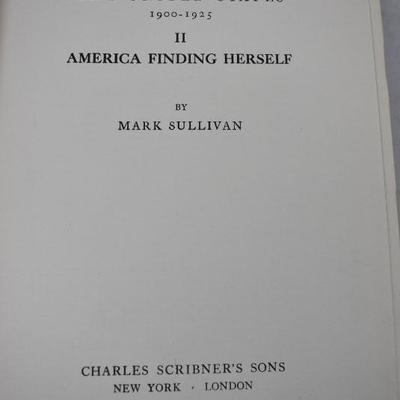 1900-1925
II
AMERICA FINDING HERSELF
BY
MARK SULLIVAN
CHARLES SCRIBNER'S SONS
NEW YORK · LONDON